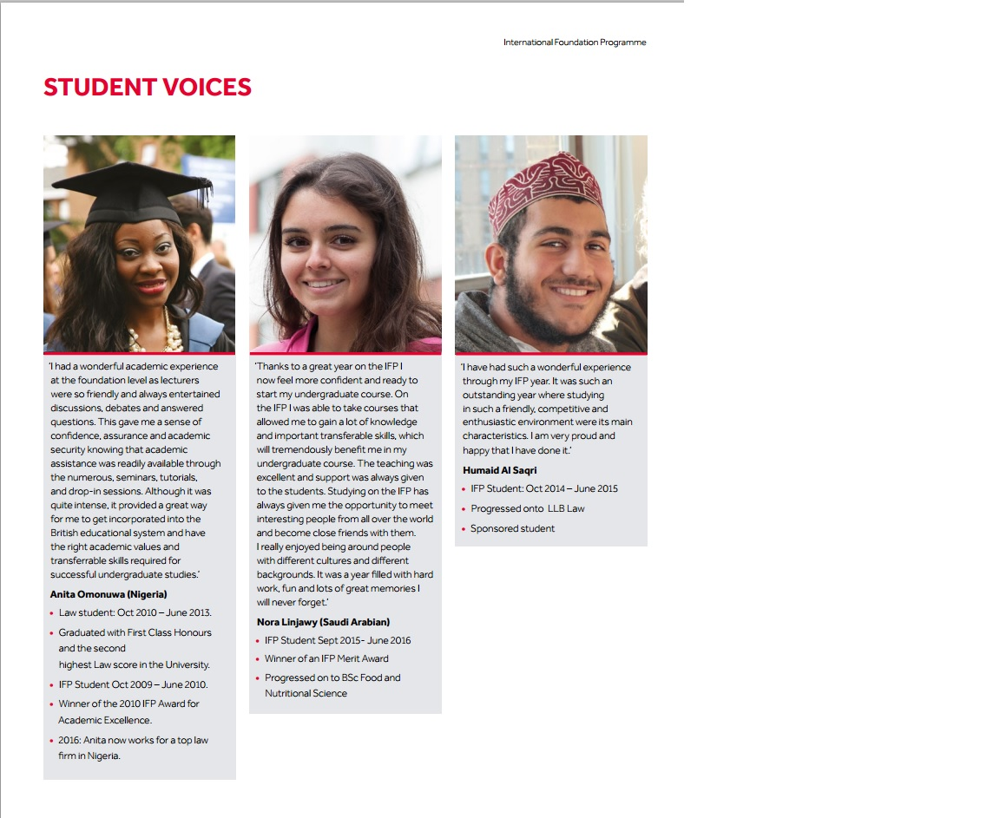 International Foundation Programme
STUDENT VOICES
'I had a wonderful academic experience
at the foundation level as lecturers
were so friendly and always entertained
discussions, debates and answered
questions. This gave me a sense of
confidence, assurance and academic
security knowing that academic
assistance was readily available through
the numerous, seminars, tutorials,
and drop-in sessions. Although it was
quite intense, it provided a great way
for me to get incorporated into the
British educational system and have
the right academic values and
transferrable skills required for
successful undergraduate studies.'
Anita Omonuwa (Nigeria)
• Law student: Oct 2010 – June 2013.
• Graduated with First Class Honours
and the second
highest Law score in the University.
• IFP Student Oct 2009 – June 2010.
• Winner of the 2010 IFP Award for
Academic Excellence.
• 2016: Anita now works for a top law
firm in Nigeria.
'Thanks to a great year on the IFP I
now feel more confident and ready to
start my undergraduate course. On
the IFP I was able to take courses that
allowed me to gain a lot of knowledge
and important transferable skills, which
will tremendously benefit me in my
undergraduate course. The teaching was
excellent and support was always given
to the students. Studying on the IFP has
always given me the opportunity to meet
interesting people from all over the world
and become close friends with them.
I really enjoyed being around people
with different cultures and different
backgrounds. It was a year filled with hard
work, fun and lots of great memories I
will never forget.'
Nora Linjawy (Saudi Arabian)
• IFP Student Sept 2015- June 2016
• Winner of an IFP Merit Award
• Progressed on to BSc Food and
Nutritional Science
'I have had such a wonderful experience
through my IFP year. It was such an
outstanding year where studying
in such a friendly, competitive and
enthusiastic environment were its main
characteristics. I am very proud and
happy that I have done it.'
Humaid Al Saqri
• IFP Student: Oct 2014 – June 2015
• Progressed onto LLB Law
• Sponsored student